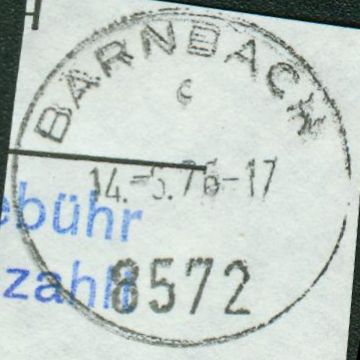 BÄRNBACH
c
14.-5.76-17
ebühr
zahlt
8572